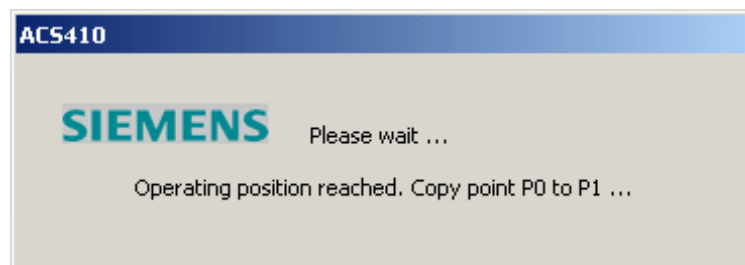 ACS410
SIEMENS Please wait ...
Operating position reached. Copy point P0 to P1 ...